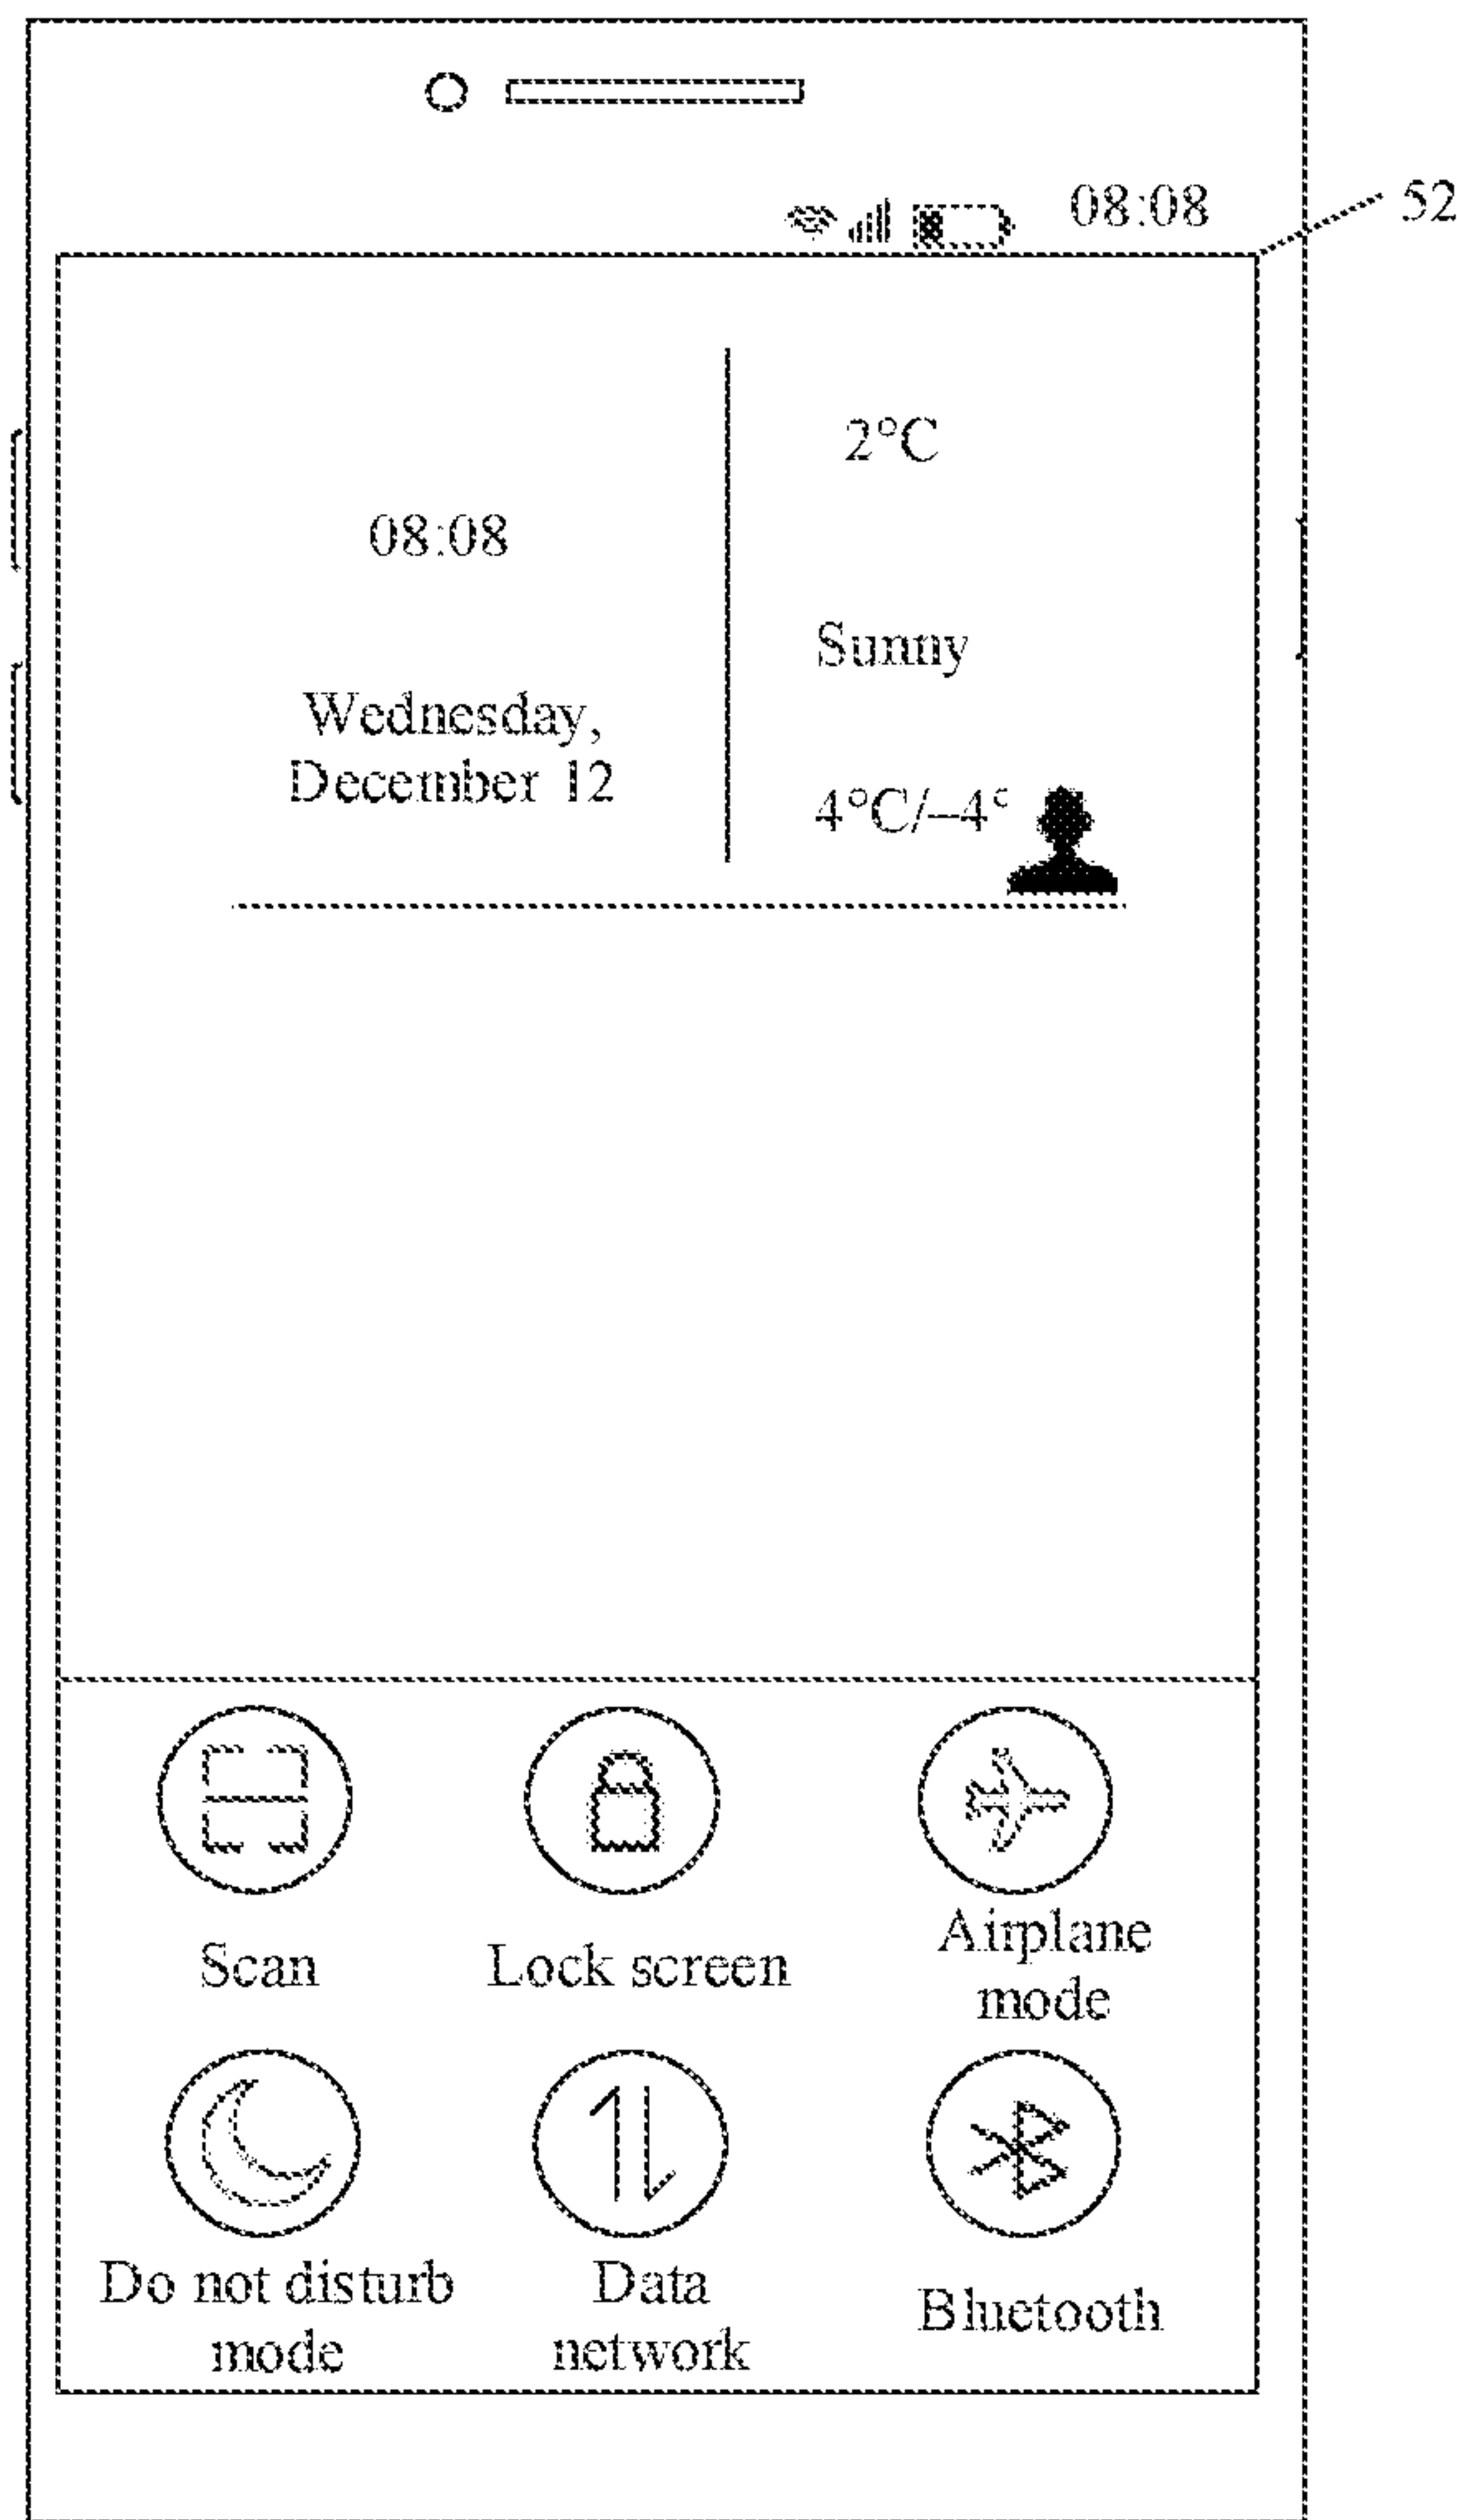 08:08
52
2°C
08:08
Sunny
Wednesday,
December 12
4°C/–4°
Scan
Lock screen
Airplane
mode
Do not disturb
mode
Data
network
Bluetooth